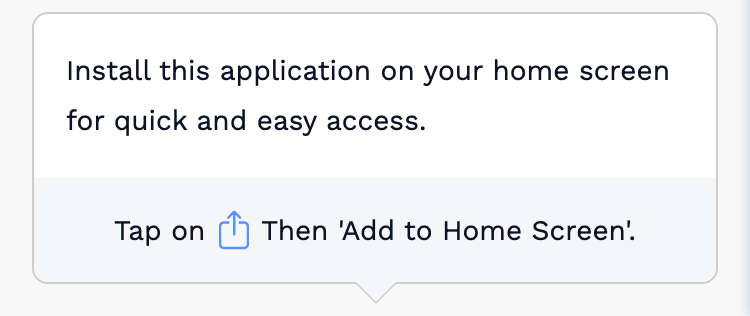 Install this application on your home screen
for quick and easy access.
Tap on Then 'Add to Home Screen'.